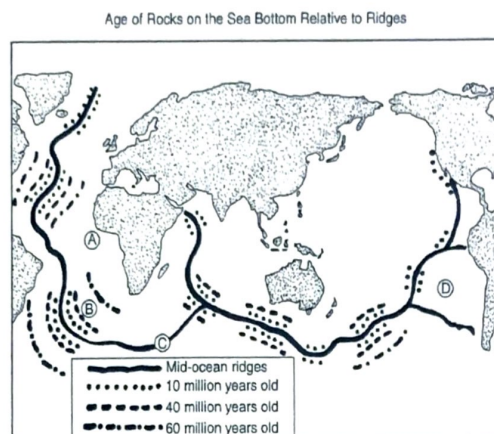 Age of Rocks on the Sea Bottom Relative to Ridges
A
B
C
D
Mid-ocean ridges
10 million years old
40 million years old
60 million years old